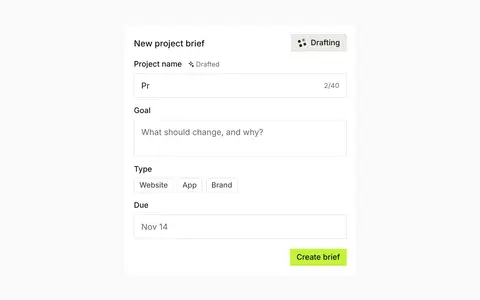 New project brief
Drafting
Project name Drafted
Pr 2/40
Goal
What should change, and why?
Type
Website App Brand
Due
Nov 14
Create brief